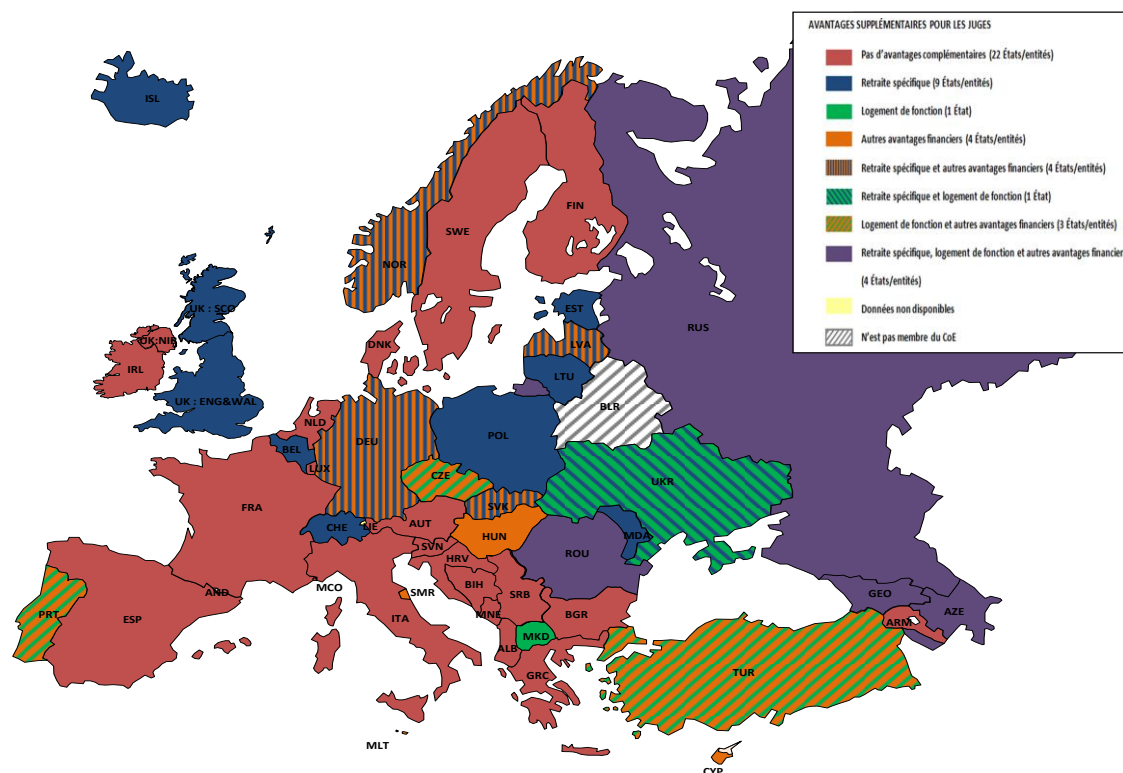 AVANTAGES SUPPLÉMENTAIRES POUR LES JUGES
Pas d'avantages complémentaires (22 États/entités)
Retraite spécifique (9 États/entités)
Logement de fonction (1 État)
Autres avantages financiers (4 États/entités)
Retraite spécifique et autres avantages financiers (4 États/entités)
Retraite spécifique et logement de fonction (1 État)
Logement de fonction et autres avantages financiers (3 États/entités)
Retraite spécifique, logement de fonction et autres avantages financier
(4 États/entités)
Données non disponibles
N'est pas membre du CoE
ISL
FIN
SWE
NOR
UK : SCO
EST
RUS
UK:NIR
DNK
LVA
IRL
LTU
UK : ENG&WAL
BLR
NLD
POL
DEU
BEL
LUX
CZE
UKR
FRA
SVK
CHE
LIE
AUT
HUN
MDA
SVN
ROU
HRV
MCO
AND
SMR
BIH
SRB
GEO
AZE
PRT
ESP
ITA
MNE
BGR
ARM
MKD
ALB
GRC
TUR
MLT
CYP